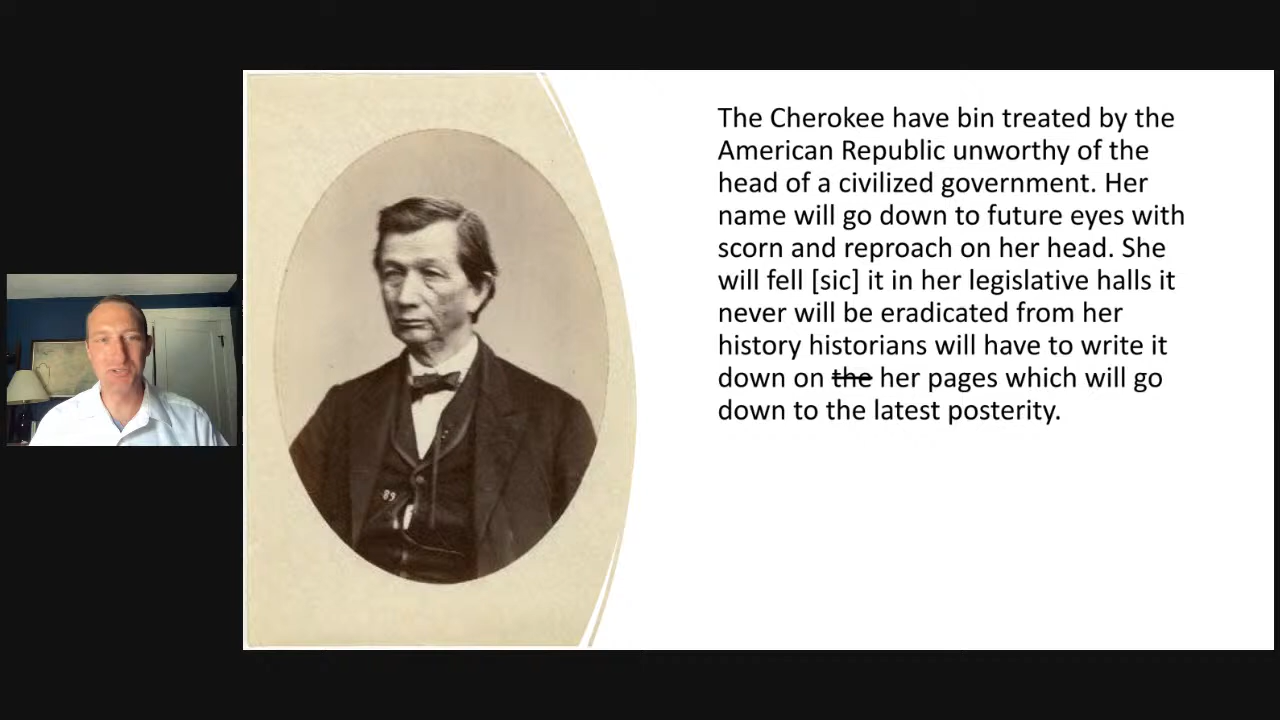 The Cherokee have bin treated by the
American Republic unworthy of the
head of a civilized government. Her
name will go down to future eyes with
scorn and reproach on her head. She
will fell [sic] it in her legislative halls it
never will be eradicated from her
history historians will have to write it
down on the her pages which will go
down to the latest posterity.
89